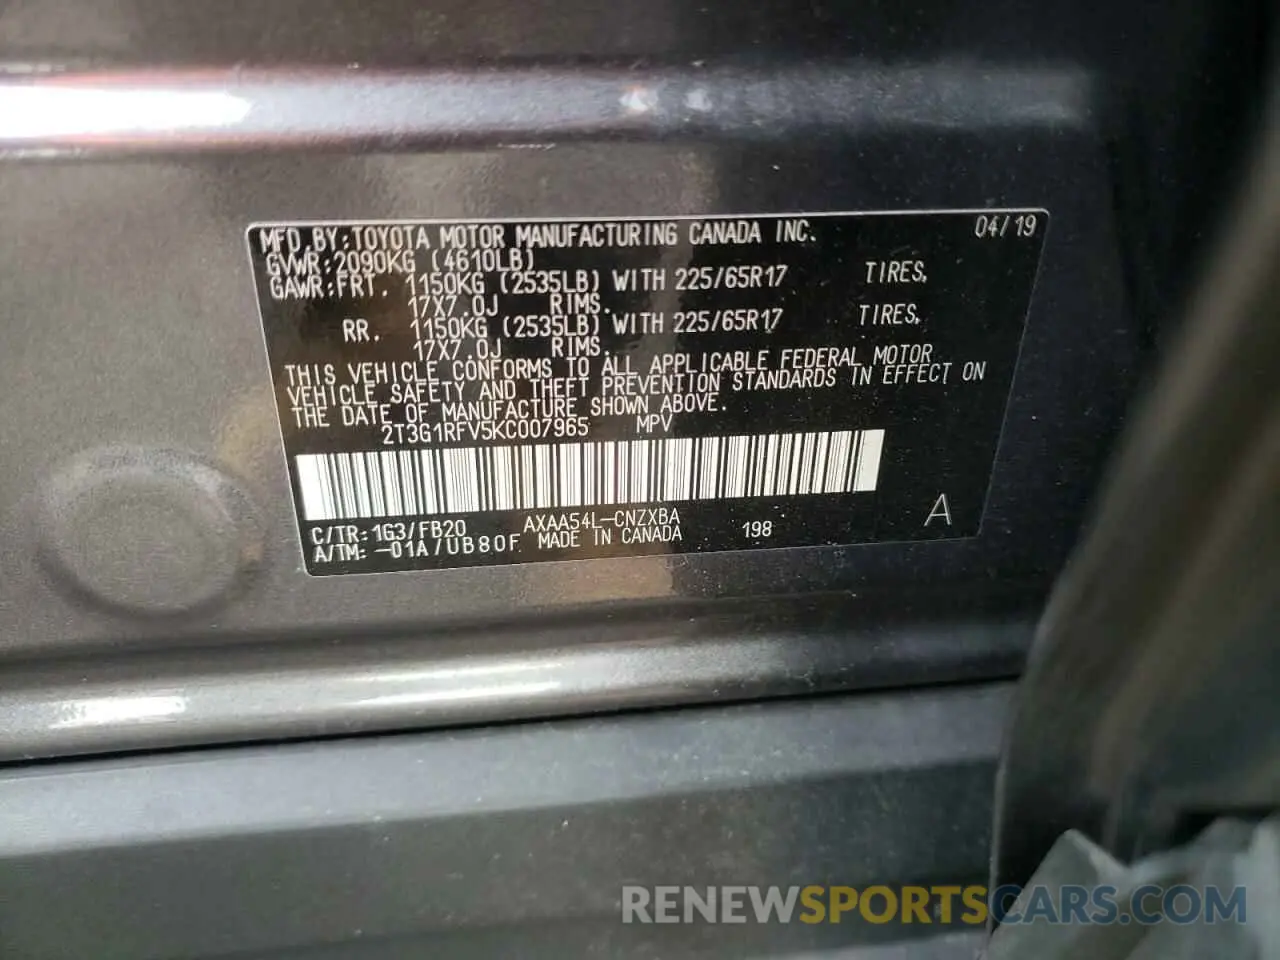 MFD.BY:TOYOTA MOTOR MANUFACTURING CANADA INC. 04/19
GVWR:2090KG (4610LB)
GAWR:FRT. 1150KG (2535LB) WITH 225/65R17 TIRES,
17X7.0J RIMS.
RR. 1150KG (2535LB) WITH 225/65R17 TIRES,
17X7.0J RIMS.
THIS VEHICLE CONFORMS TO ALL APPLICABLE FEDERAL MOTOR
VEHICLE SAFETY AND THEFT PREVENTION STANDARDS IN EFFECT ON
THE DATE OF MANUFACTURE SHOWN ABOVE.
2T3G1RFV5KC007965 MPV
C/TR:1G3/FB20 AXAA54L-CNZXBA 198 A
A/TM:-01A/UB80F MADE IN CANADA
RENEWSPORTSCARS.COM